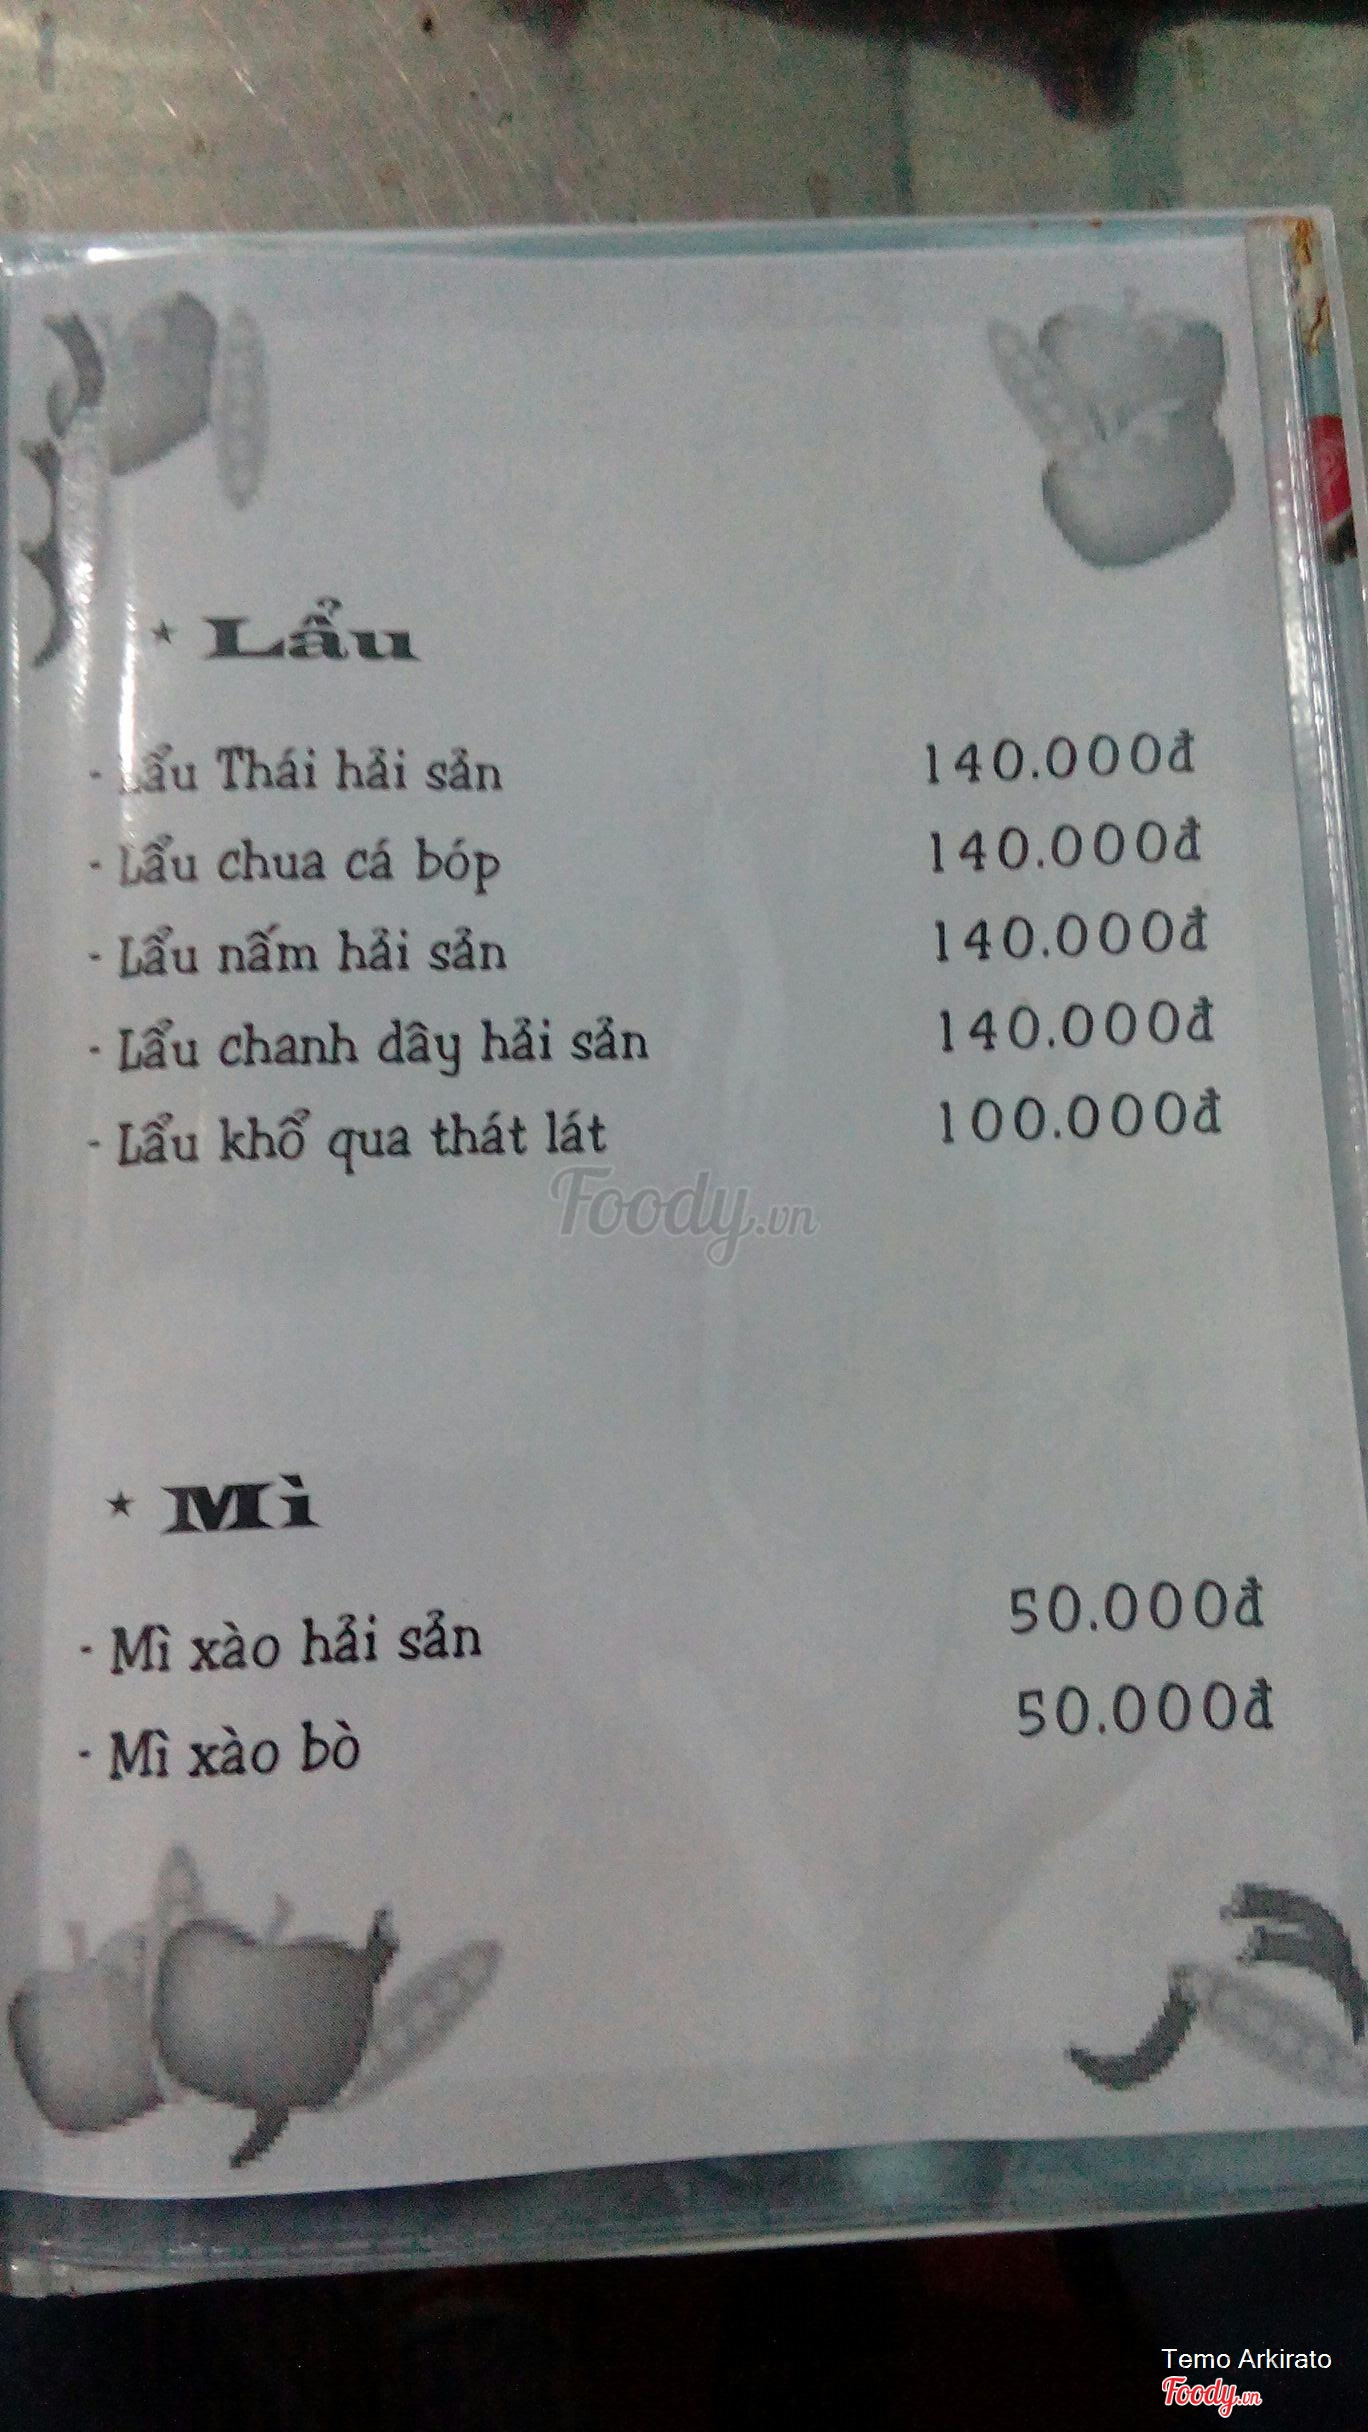 * Lẩu
- Lẩu Thái hải sản 140.000đ
- Lẩu chua cá bóp 140.000đ
- Lẩu nấm hải sản 140.000đ
- Lẩu chanh dây hải sản 140.000đ
- Lẩu khổ qua thát lát 100.000đ
Foody.vn
* Mì
- Mì xào hải sản 50.000đ
- Mì xào bò 50.000đ
Temo Arkirato
Foody.vn